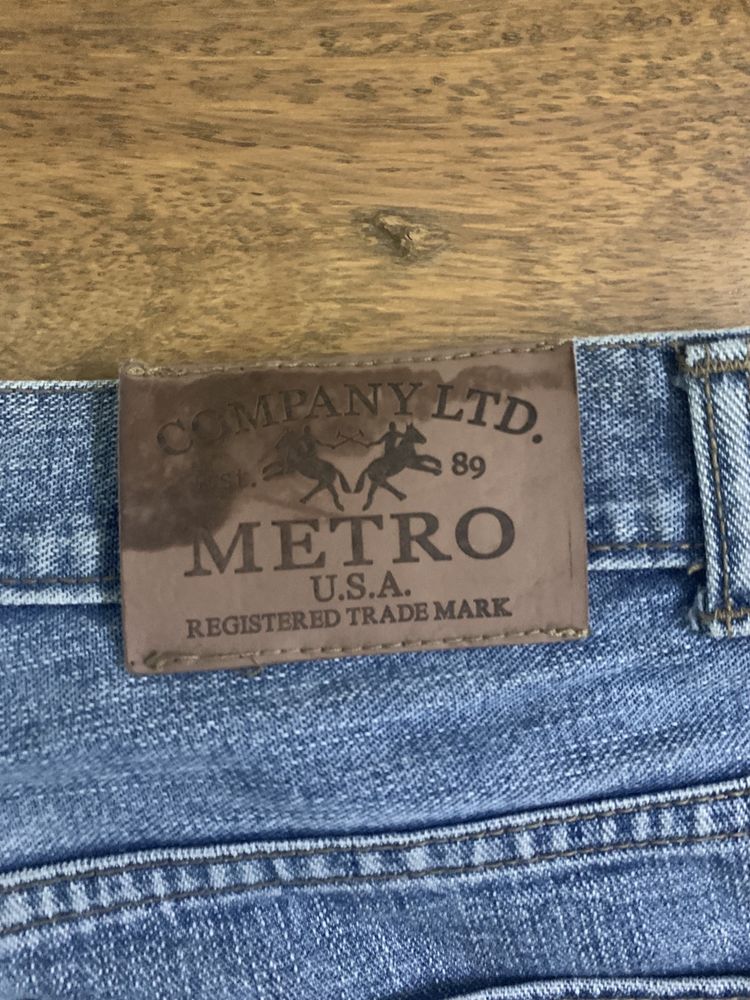 COMPANY LTD.
Est. 89
METRO
U.S.A.
REGISTERED TRADE MARK